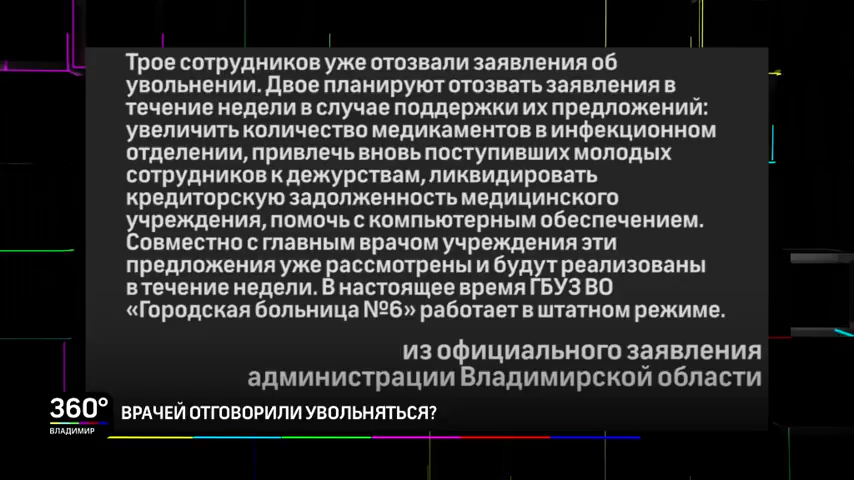 Трое сотрудников уже отозвали заявления об
увольнении. Двое планируют отозвать заявления в
течение недели в случае поддержки их предложений:
увеличить количество медикаментов в инфекционном
отделении, привлечь вновь поступивших молодых
сотрудников к дежурствам, ликвидировать
кредиторскую задолженность медицинского
учреждения, помочь с компьютерным обеспечением.
Совместно с главным врачом учреждения эти
предложения уже рассмотрены и будут реализованы
в течение недели. В настоящее время ГБУЗ ВО
«Городская больница №6» работает в штатном режиме.
из официального заявления
администрации Владимирской области
360°
ВЛАДИМИР
ВРАЧЕЙ ОТГОВОРИЛИ УВОЛЬНЯТЬСЯ?